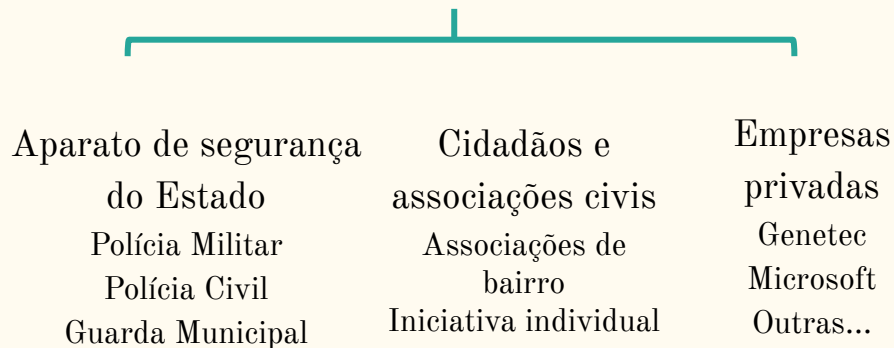 Aparato de segurança
do Estado
Polícia Militar
Polícia Civil
Guarda Municipal
Cidadãos e
associações civis
Associações de
bairro
Iniciativa individual
Empresas
privadas
Genetec
Microsoft
Outras...